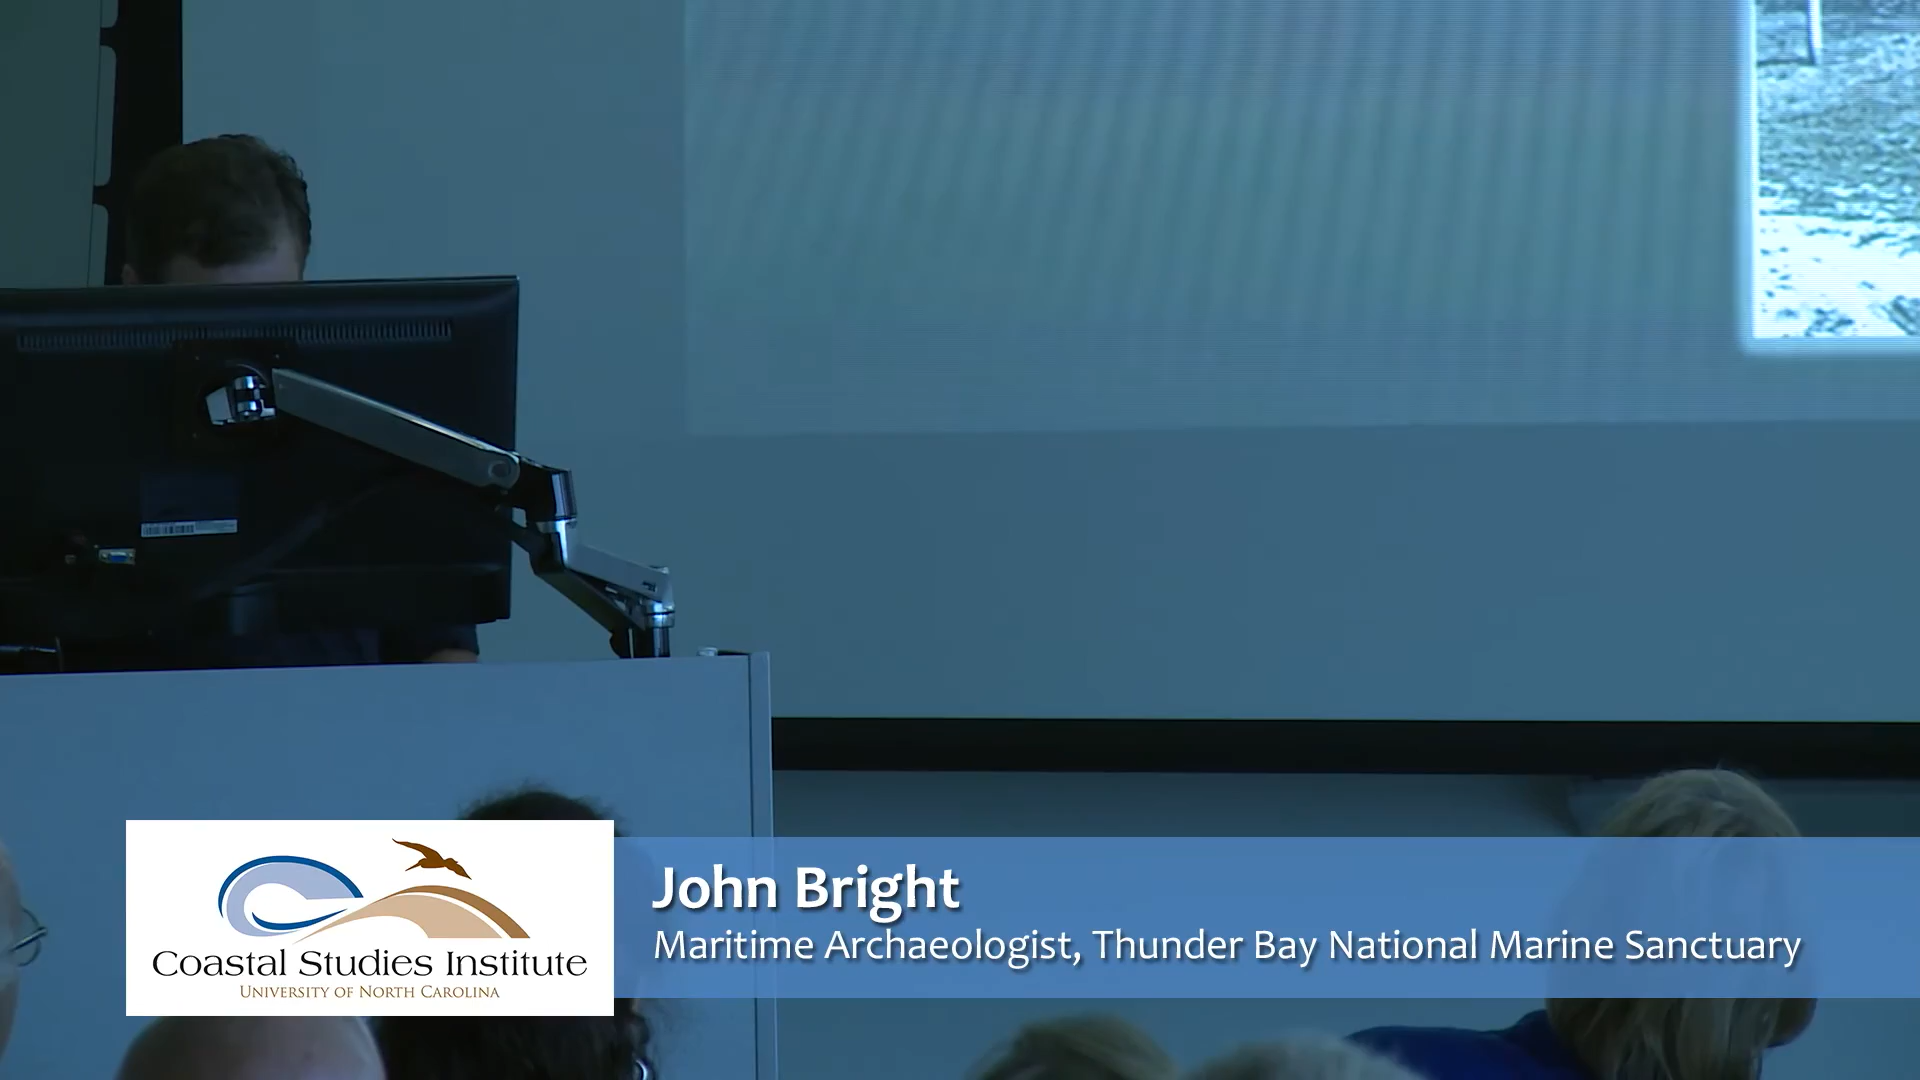 John Bright
Maritime Archaeologist, Thunder Bay National Marine Sanctuary
Coastal Studies Institute
UNIVERSITY OF NORTH CAROLINA